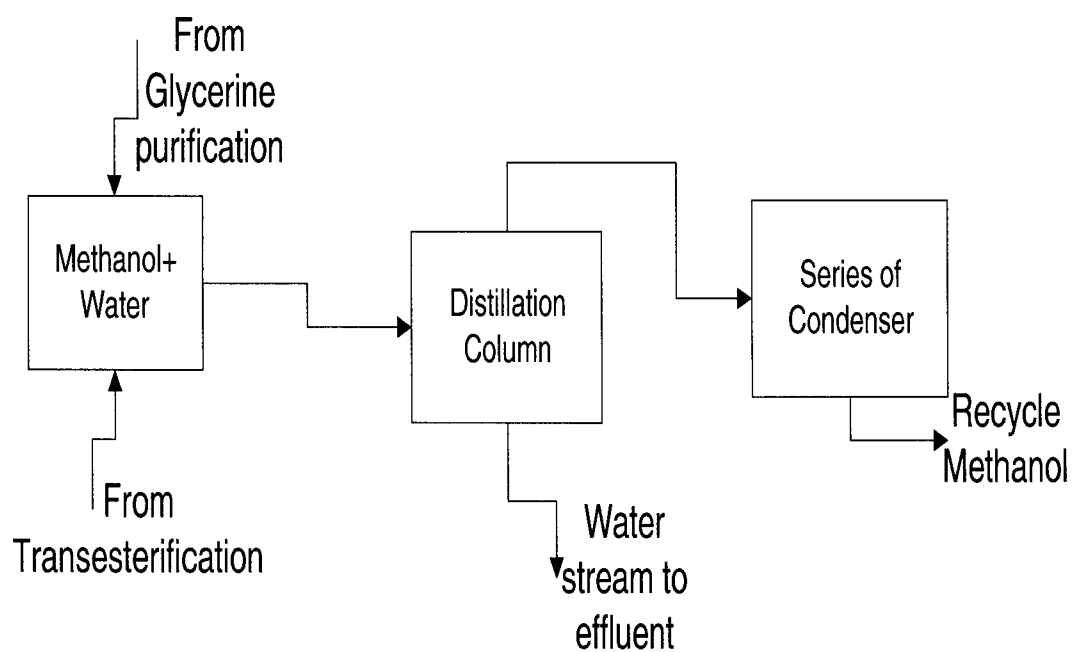 From
Glycerine
purification
Methanol+
Water
Distillation
Column
Series of
Condenser
Recycle
Methanol
From
Transesterification
Water
stream to
effluent